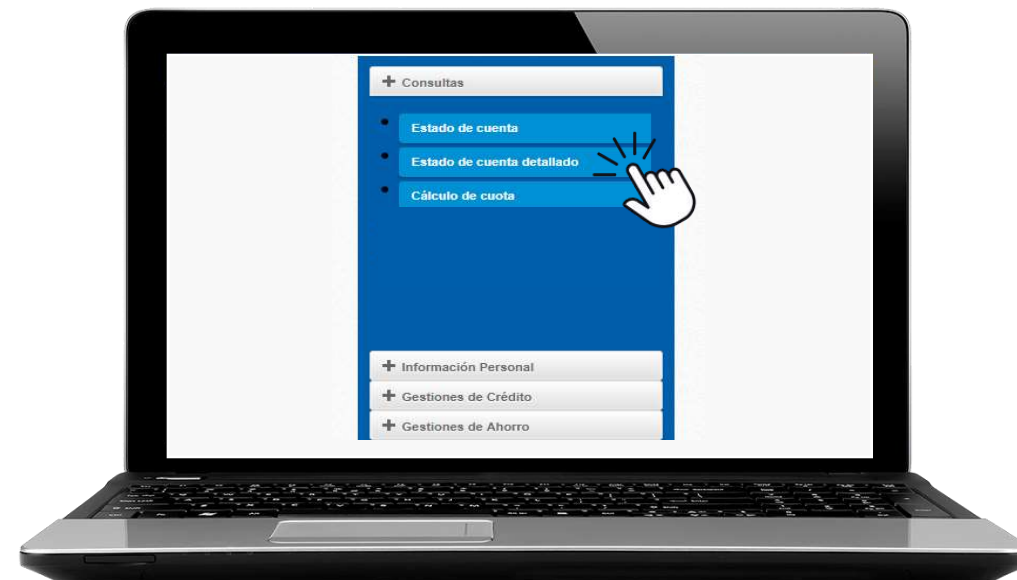 Consultas
Estado de cuenta
Estado de cuenta detallado
Cálculo de cuota
Información Personal
Gestiones de Crédito
Gestiones de Ahorro